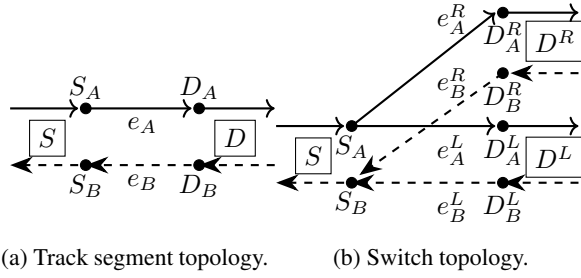 S_A D_A
S D
e_A
S_B e_B D_B
e_A^R D_A^R D^R
e_B^R D_B^R
S S_A e_A^L D_A^L D^L
S_B e_B^L D_B^L
(a) Track segment topology.
(b) Switch topology.